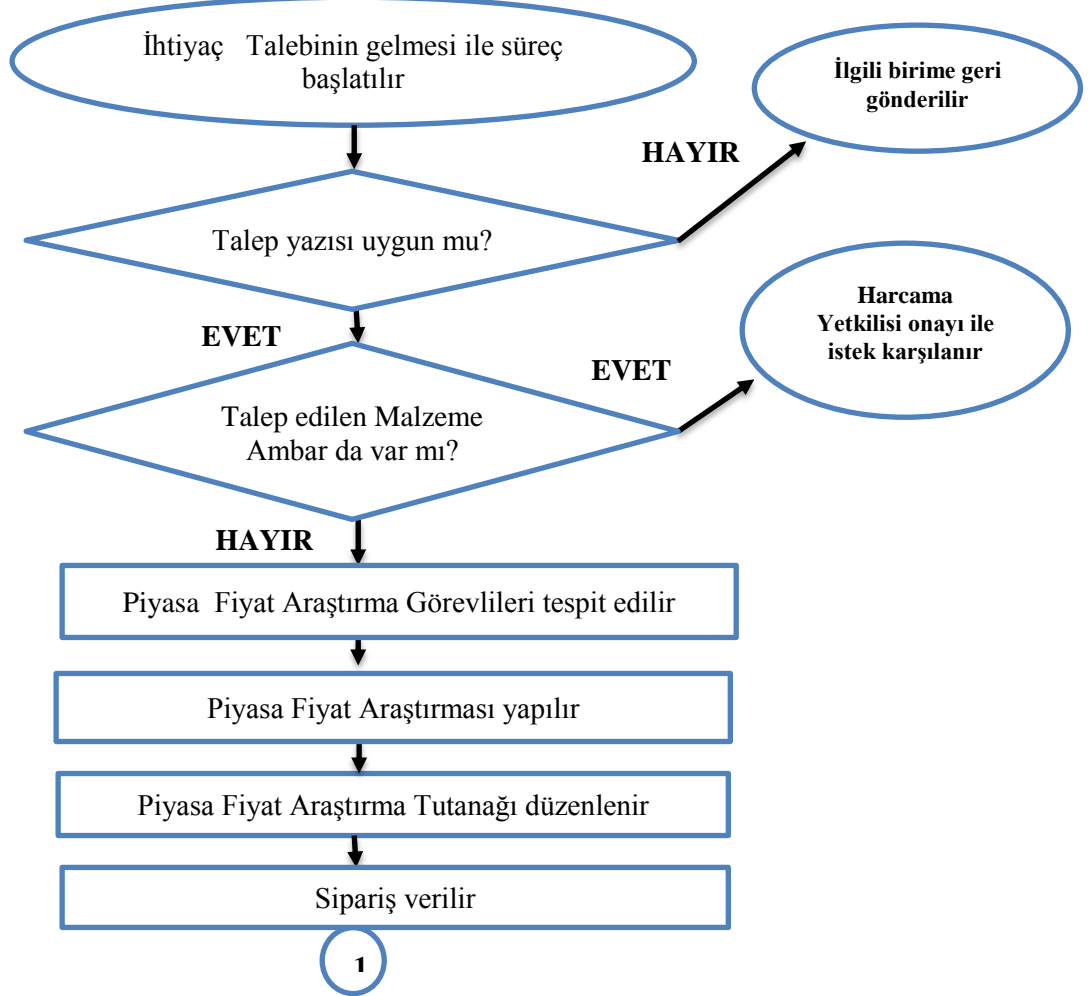 İhtiyaç Talebinin gelmesi ile süreç
başlatılır
İlgili birime geri
gönderilir
HAYIR
Talep yazısı uygun mu?
EVET
Harcama
Yetkilisi onayı ile
istek karşılanır
EVET
Talep edilen Malzeme
Ambar da var mı?
HAYIR
Piyasa Fiyat Araştırma Görevlileri tespit edilir
Piyasa Fiyat Araştırması yapılır
Piyasa Fiyat Araştırma Tutanağı düzenlenir
Sipariş verilir
1